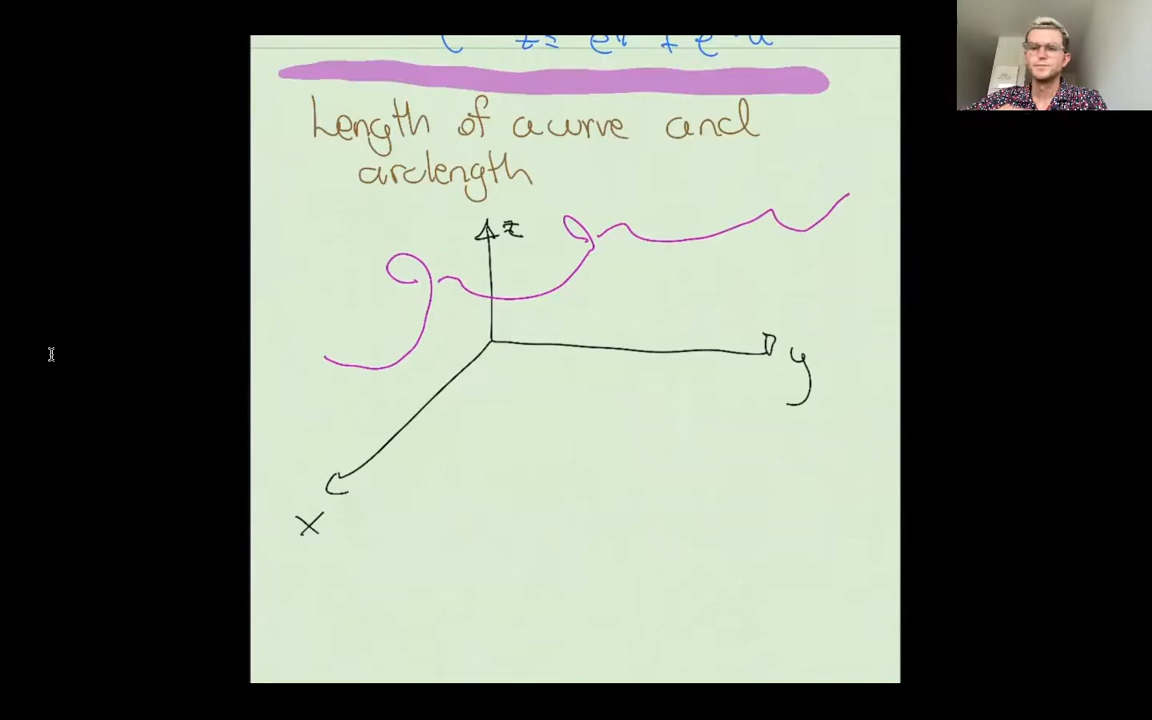 z = e^u + e^-u
Length of a curve and
arclength
z
y
x